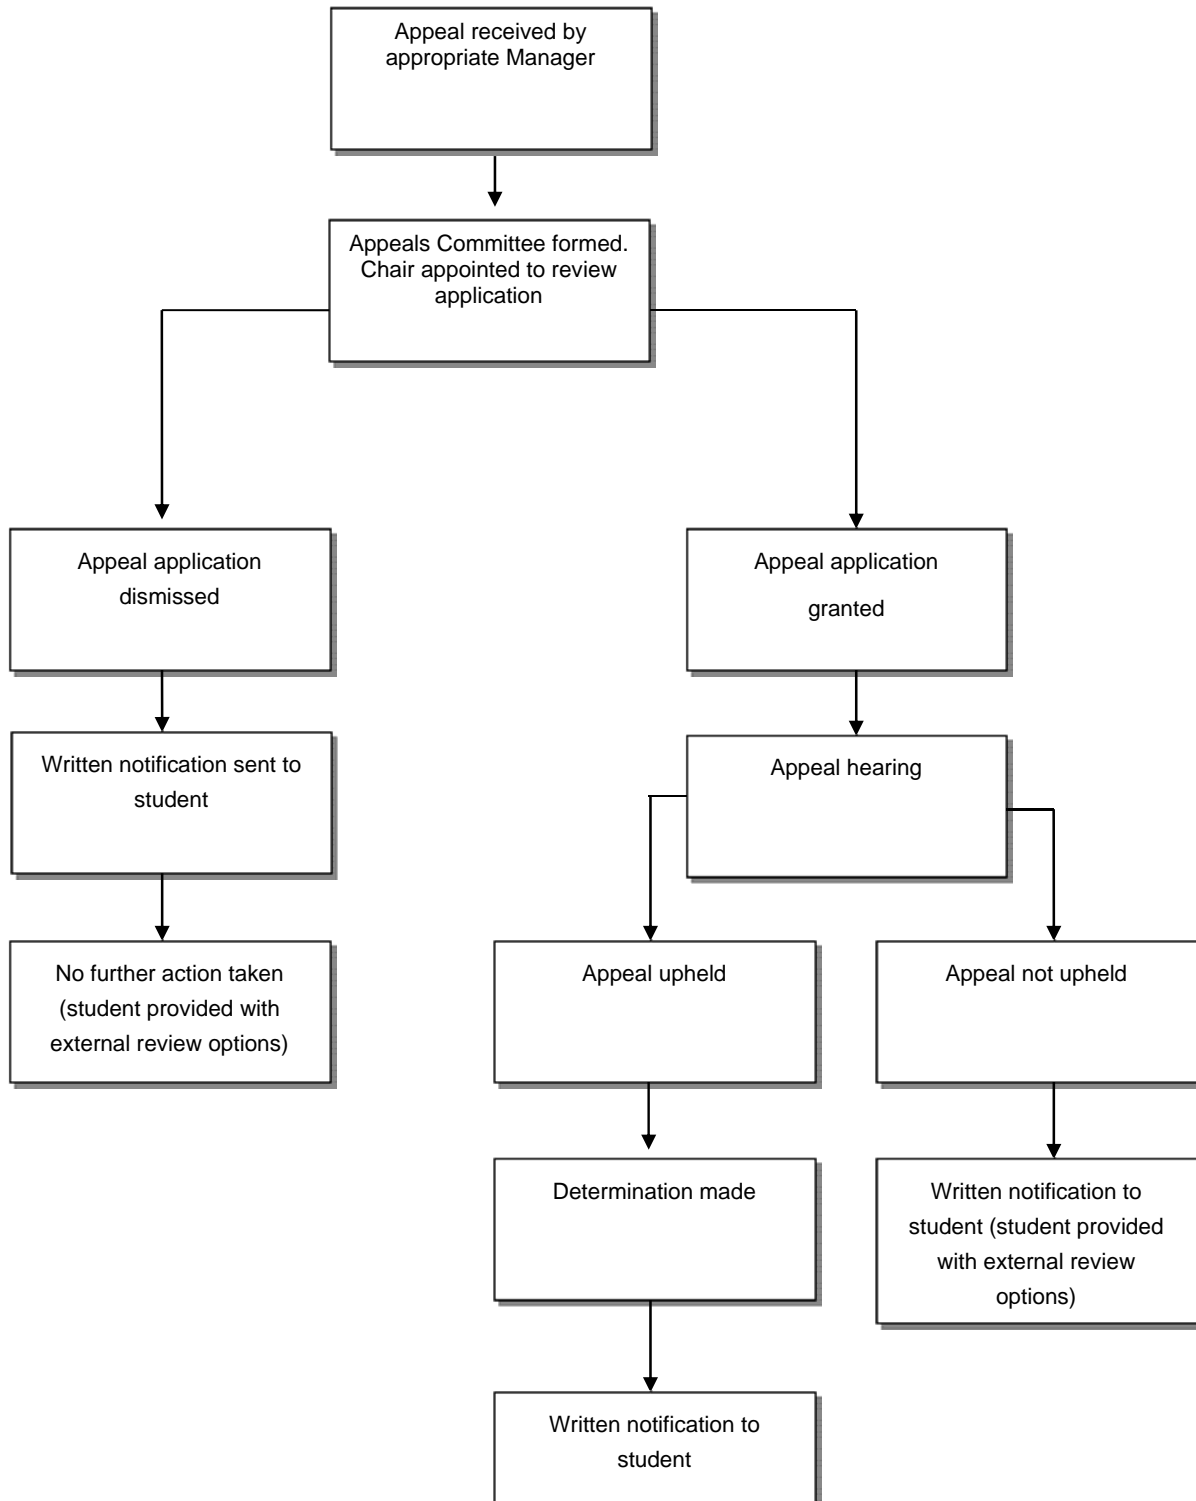 Appeal received by
appropriate Manager
Appeals Committee formed.
Chair appointed to review
application
Appeal application
dismissed
Appeal application
granted
Written notification sent to
student
Appeal hearing
No further action taken
(student provided with
external review options)
Appeal upheld
Appeal not upheld
Determination made
Written notification to
student (student provided
with external review
options)
Written notification to
student